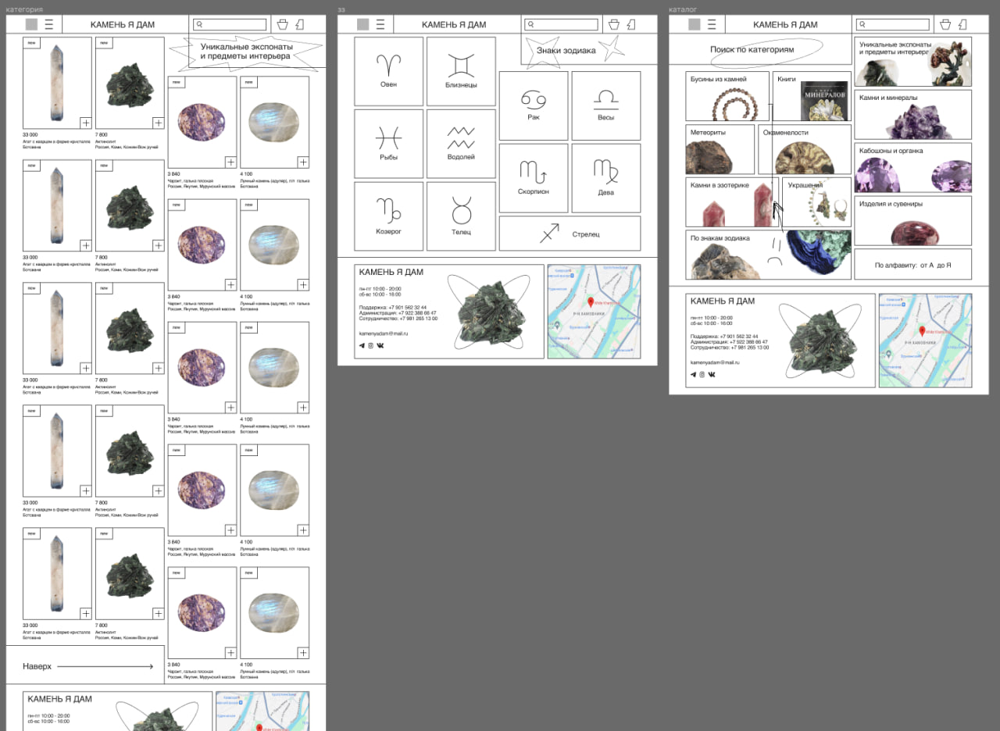 категория
КАМЕНЬ Я ДАМ
Уникальные экспонаты
и предметы интерьера
new
new
33 000
Агат с кварцем в форме кристалла
Ботсвана
7 800
Актинолит
Россия, Коми, Кожим-Вож ручей
new
new
3 840
Чароит, галька плоская
Россия, Якутия, Мурунский массив
4 100
Лунный камень (адуляр), п/п галька
Ботсвана
new
new
33 000
Агат с кварцем в форме кристалла
Ботсвана
7 800
Актинолит
Россия, Коми, Кожим-Вож ручей
new
new
3 840
Чароит, галька плоская
Россия, Якутия, Мурунский массив
4 100
Лунный камень (адуляр), п/п галька
Ботсвана
new
new
33 000
Агат с кварцем в форме кристалла
Ботсвана
7 800
Актинолит
Россия, Коми, Кожим-Вож ручей
new
new
3 840
Чароит, галька плоская
Россия, Якутия, Мурунский массив
4 100
Лунный камень (адуляр), п/п галька
Ботсвана
new
new
33 000
Агат с кварцем в форме кристалла
Ботсвана
7 800
Актинолит
Россия, Коми, Кожим-Вож ручей
new
new
3 840
Чароит, галька плоская
Россия, Якутия, Мурунский массив
4 100
Лунный камень (адуляр), п/п галька
Ботсвана
new
new
33 000
Агат с кварцем в форме кристалла
Ботсвана
7 800
Актинолит
Россия, Коми, Кожим-Вож ручей
new
new
3 840
Чароит, галька плоская
Россия, Якутия, Мурунский массив
4 100
Лунный камень (адуляр), п/п галька
Ботсвана
Наверх
КАМЕНЬ Я ДАМ
пн-пт 10:00 - 20:00
сб-вс 10:00 - 16:00
зз
КАМЕНЬ Я ДАМ
Знаки зодиака
Овен
Близнецы
Рак
Весы
Рыбы
Водолей
Скорпион
Дева
Козерог
Телец
Стрелец
КАМЕНЬ Я ДАМ
пн-пт 10:00 - 20:00
сб-вс 10:00 - 16:00
Поддержка: +7 901 562 32 44
Администрация: +7 922 388 66 47
Сотрудничество: +7 981 265 13 00
kamenyadam@mail.ru
Р-Н ХАМОВНИКИ
каталог
КАМЕНЬ Я ДАМ
Поиск по категориям
Уникальные экспонаты
и предметы интерьера
Бусины из камней
Книги
МИНЕРАЛОВ
Камни и минералы
Метеориты
Окаменелости
Кабошоны и органика
Камни в эзотерике
Украшения
Изделия и сувениры
По знакам зодиака
По алфавиту: от А до Я
КАМЕНЬ Я ДАМ
пн-пт 10:00 - 20:00
сб-вс 10:00 - 16:00
Поддержка: +7 901 562 32 44
Администрация: +7 922 388 66 47
Сотрудничество: +7 981 265 13 00
kamenyadam@mail.ru
Р-Н ХАМОВНИКИ